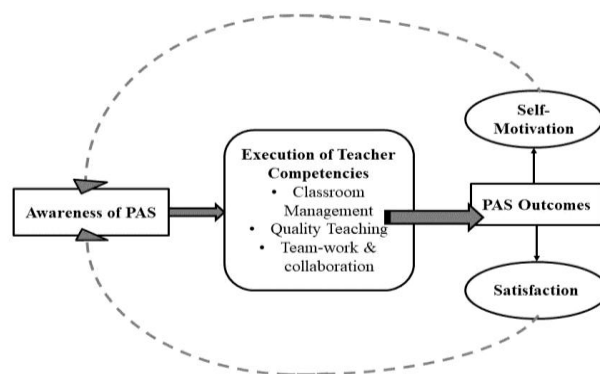 Self-
Motivation
Execution of Teacher
Competencies
• Classroom
Management
• Quality Teaching
• Team-work &
collaboration
Awareness of PAS
PAS Outcomes
Satisfaction